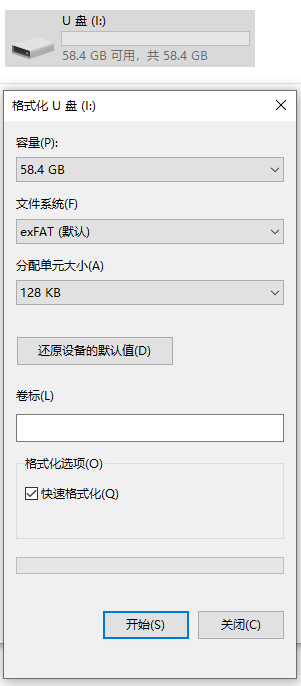 U 盘 (I:)
58.4 GB 可用，共 58.4 GB
格式化 U 盘 (I:)
容量(P):
58.4 GB
文件系统(F)
exFAT (默认)
分配单元大小(A)
128 KB
还原设备的默认值(D)
卷标(L)
格式化选项(O)
快速格式化(Q)
开始(S)
关闭(C)